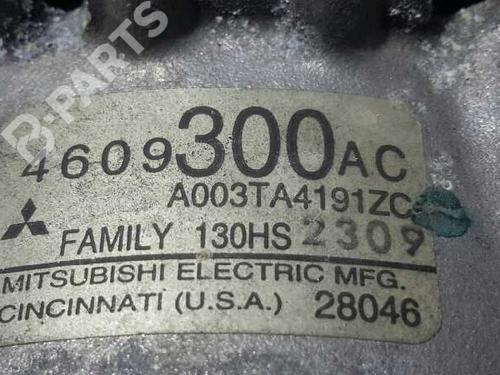 B-PARTS
4609300AC
A003TA4191ZC
FAMILY 130HS 2309
MITSUBISHI ELECTRIC MFG.
CINCINNATI (U.S.A.) 28046